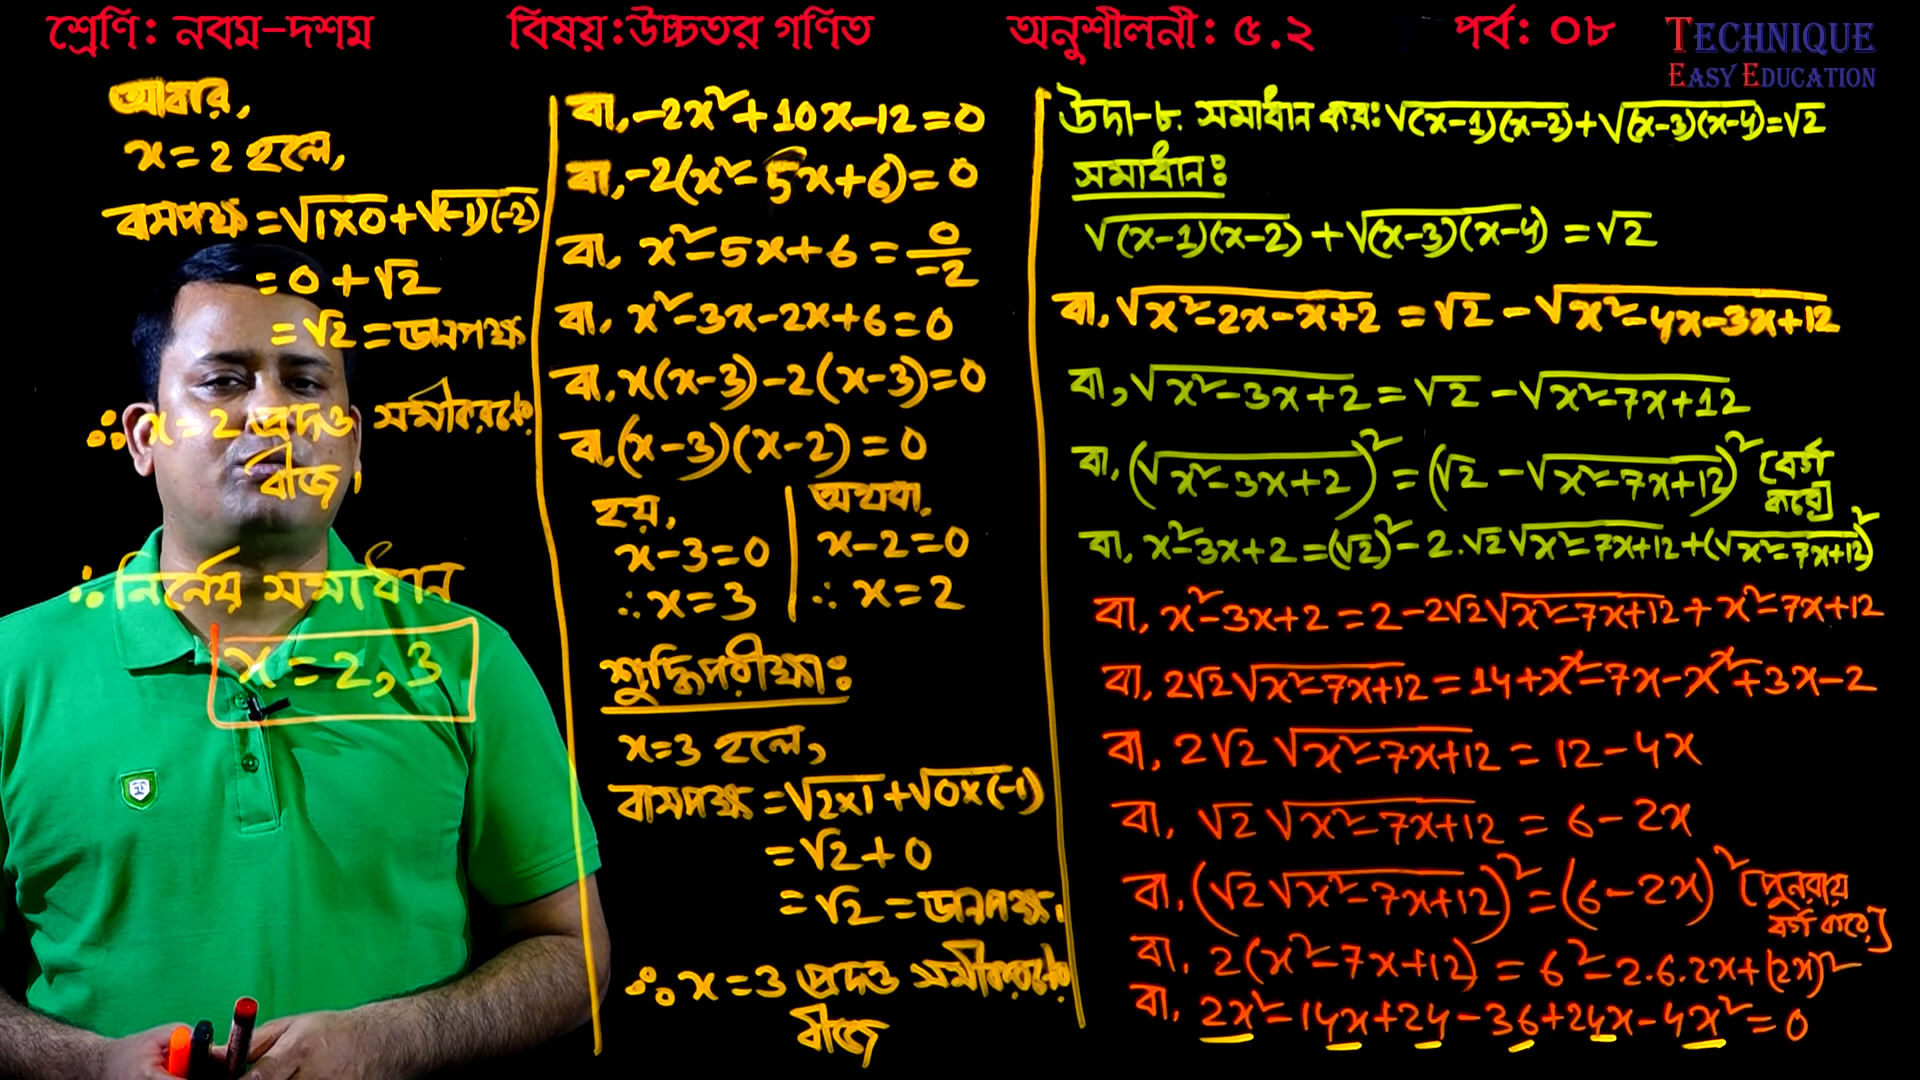 শ্রেণি: নবম-দশম
বিষয়:উচ্চতর গণিত
অনুশীলনী: ৫.২
পর্ব: ০৮
TECHNIQUE
EASY EDUCATION
উদা-৮. সমাধান কর: √(x-1)(x-2) + √(x-3)(x-4) = √2
সমাধান:
√(x-1)(x-2) + √(x-3)(x-4) = √2
বা, √x²-2x-x+2 = √2 - √x²-4x-3x+12
বা, √x²-3x+2 = √2 - √x²-7x+12
বা, (√x²-3x+2)² = (√2 - √x²-7x+12)² [বর্গ করে]
বা, x²-3x+2 = (√2)² - 2.√2√x²-7x+12 + (√x²-7x+12)²
বা, x²-3x+2 = 2-2√2√x²-7x+12 + x²-7x+12
বা, 2√2√x²-7x+12 = 14+x²-7x-x²+3x-2
বা, 2√2 √x²-7x+12 = 12-4x
বা, √2 √x²-7x+12 = 6-2x
বা, (√2 √x²-7x+12)² = (6-2x)² [পুনরায় বর্গ করে]
বা, 2(x²-7x+12) = 6²-2.6.2x+(2x)²
বা, 2x²-14x+24-36+24x-4x²=0
বা, -2x²+10x-12=0
বা, -2(x²-5x+6)=0
বা, x²-5x+6 = 0/-2
বা, x²-3x-2x+6=0
বা, x(x-3)-2(x-3)=0
বা, (x-3)(x-2)=0
হয়,
x-3=0
∴x=3
অথবা,
x-2=0
∴ x=2
শুদ্ধিপরীক্ষা:
x=3 হলে,
বামপক্ষ = √2x1 + √0x(-1)
= √2 + 0
= √2 = ডানপক্ষ।
∴ x=3 প্রদত্ত সমীকরণের
বীজ
আবার,
x=2 হলে,
বামপক্ষ = √1x0 + √(-1)(-2)
= 0+√2
= √2 = ডানপক্ষ
∴ x=2 প্রদত্ত সমীকরণের
বীজ।
∴ নির্ণেয় সমাধান
x=2,3